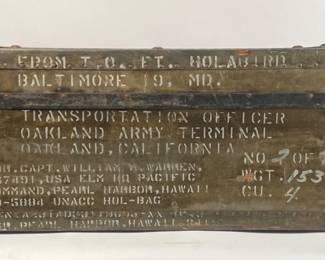 FROM T.O. FT. HOLABIRD
BALTIMORE 19, MD.
TRANSPORTATION OFFICER
OAKLAND ARMY TERMINAL
OAKLAND, CALIFORNIA
NO 2 OF
CAPT. WILLIAM WARREN, WGT. 153
USA ELM HQ PACIFIC CU. 4
COMMAND, PEARL HARBOR, HAWAII
UNACC HOL-BAG
PEARL HARBOR, HAWAII